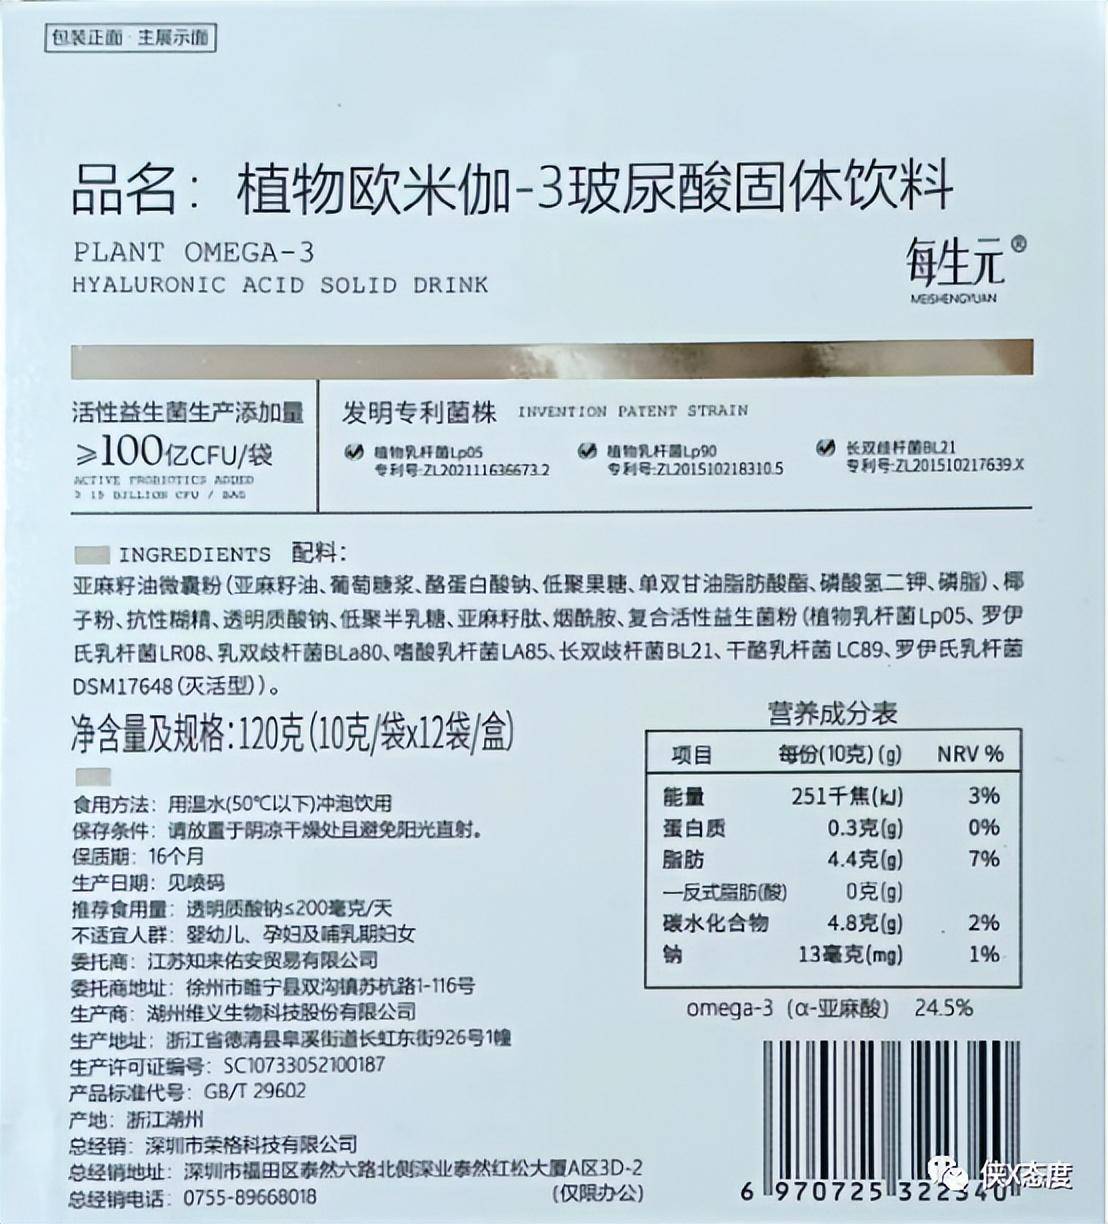 包装正面·主展示面
品名：植物欧米伽-3玻尿酸固体饮料
PLANT OMEGA-3
HYALURONIC ACID SOLID DRINK
每生元®
MEISHENGYUAN
活性益生菌生产添加量
≥100亿CFU/袋
ACTIVE PROBIOTICS ADDED
≥ 15 BILLION CFU / BAG
发明专利菌株 INVENTION PATENT STRAIN
植物乳杆菌Lp05
专利号:ZL202111636673.2
植物乳杆菌Lp90
专利号:ZL201510218310.5
长双歧杆菌BL21
专利号:ZL201510217639.X
INGREDIENTS 配料：
亚麻籽油微囊粉（亚麻籽油、葡萄糖浆、酪蛋白酸钠、低聚果糖、单双甘油脂肪酸酯、磷酸氢二钾、磷脂）、椰
子粉、抗性糊精、透明质酸钠、低聚半乳糖、亚麻籽肽、烟酰胺、复合活性益生菌粉（植物乳杆菌Lp05、罗伊
氏乳杆菌LR08、乳双歧杆菌BLa80、嗜酸乳杆菌LA85、长双歧杆菌BL21、干酪乳杆菌LC89、罗伊氏乳杆菌
DSM17648（灭活型））。
净含量及规格：120克（10克/袋x12袋/盒）
食用方法：用温水(50℃以下)冲泡饮用
保存条件：请放置于阴凉干燥处且避免阳光直射。
保质期：16个月
生产日期：见喷码
推荐食用量：透明质酸钠≤200毫克/天
不适宜人群：婴幼儿、孕妇及哺乳期妇女
委托商：江苏知来佑安贸易有限公司
委托商地址：徐州市睢宁县双沟镇苏杭路1-116号
生产商：湖州维义生物科技股份有限公司
生产地址：浙江省德清县阜溪街道长虹东街926号1幢
生产许可证编号：SC10733052100187
产品标准代号：GB/T 29602
产地：浙江湖州
总经销：深圳市荣格科技有限公司
总经销地址：深圳市福田区泰然六路北侧深业泰然红松大厦A区3D-2
总经销电话：0755-89668018 (仅限办公)
营养成分表
项目 每份(10克)(g) NRV %
能量 251千焦(kJ) 3%
蛋白质 0.3克(g) 0%
脂肪 4.4克(g) 7%
—反式脂肪(酸) 0克(g)
碳水化合物 4.8克(g) 2%
钠 13毫克(mg) 1%
omega-3（α-亚麻酸） 24.5%
6 970725 322340
侠X态度